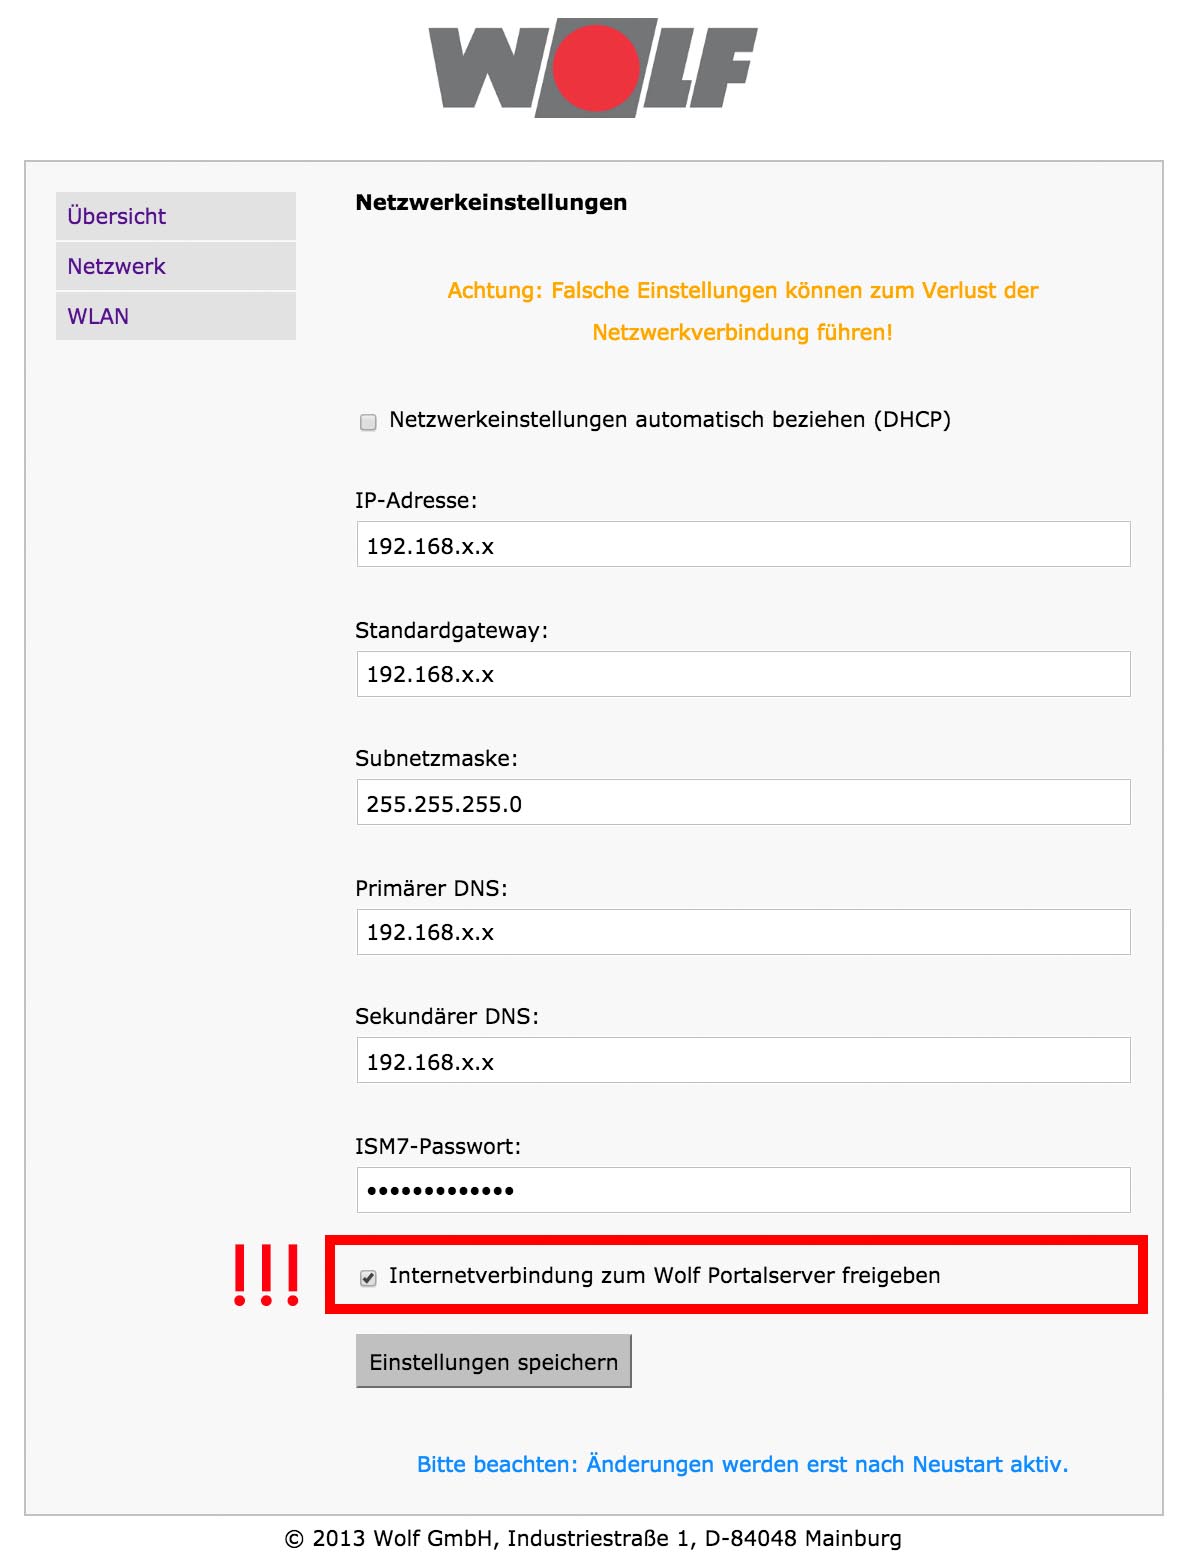 WOLF
Übersicht
Netzwerk
WLAN
Netzwerkeinstellungen
Achtung: Falsche Einstellungen können zum Verlust der
Netzwerkverbindung führen!
Netzwerkeinstellungen automatisch beziehen (DHCP)
IP-Adresse:
192.168.x.x
Standardgateway:
192.168.x.x
Subnetzmaske:
255.255.255.0
Primärer DNS:
192.168.x.x
Sekundärer DNS:
192.168.x.x
ISM7-Passwort:
•••••••••••••
!!! Internetverbindung zum Wolf Portalserver freigeben
Einstellungen speichern
Bitte beachten: Änderungen werden erst nach Neustart aktiv.
© 2013 Wolf GmbH, Industriestraße 1, D-84048 Mainburg